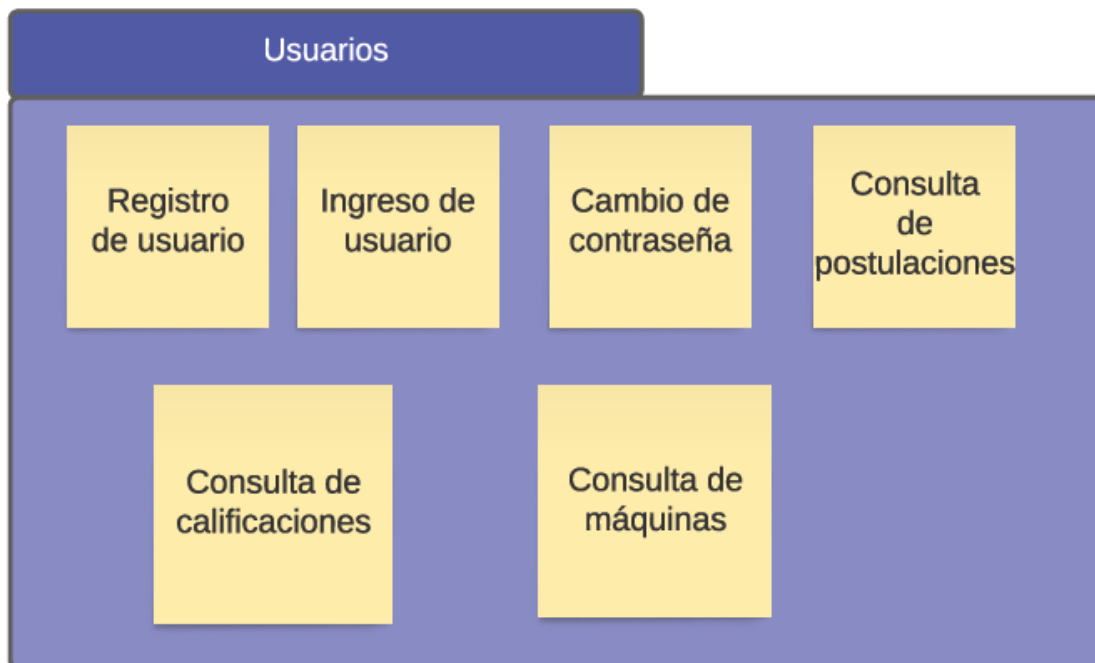 Usuarios
Registro
de usuario
Ingreso de
usuario
Cambio de
contraseña
Consulta
de
postulaciones
Consulta de
calificaciones
Consulta de
máquinas